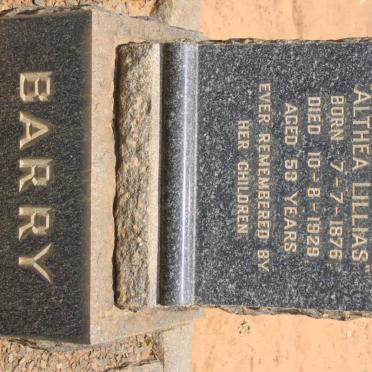 "ALTHEA LILLIAS"
BORN 7-7-1876
DIED 10-8-1929
AGED 53 YEARS
EVER REMEMBERED BY
HER CHILDREN
BARRY